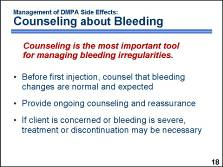 Management of DMPA Side Effects:
Counseling about Bleeding
Counseling is the most important tool
for managing bleeding irregularities.
• Before first injection, counsel that bleeding
changes are normal and expected
• Provide ongoing counseling and reassurance
• If client is concerned or bleeding is severe,
treatment or discontinuation may be necessary
18